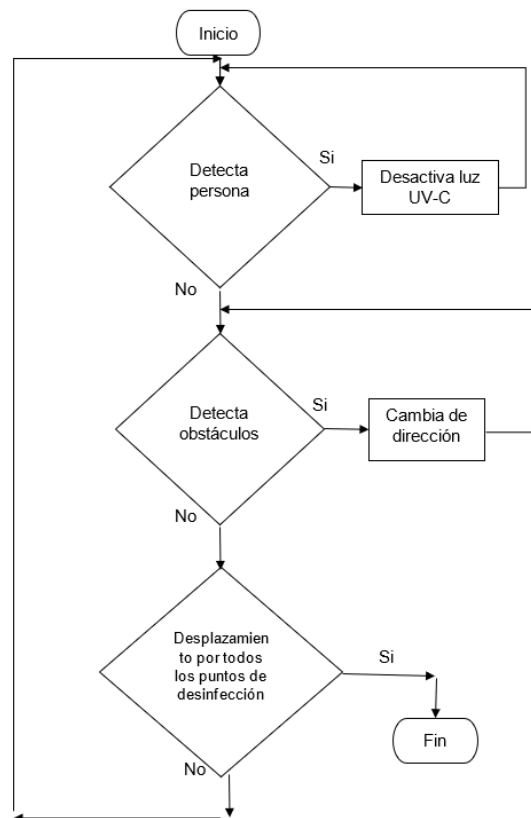 Inicio
Detecta
persona
Si
Desactiva luz
UV-C
No
Detecta
obstáculos
Si
Cambia de
dirección
No
Desplazamien
to por todos
los puntos de
desinfección
Si
Fin
No